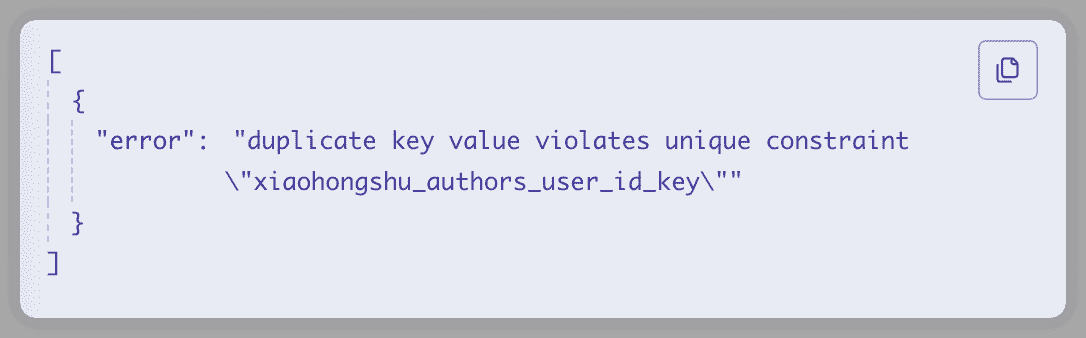 [
{
"error": "duplicate key value violates unique constraint
\"xiaohongshu_authors_user_id_key\""
}
]